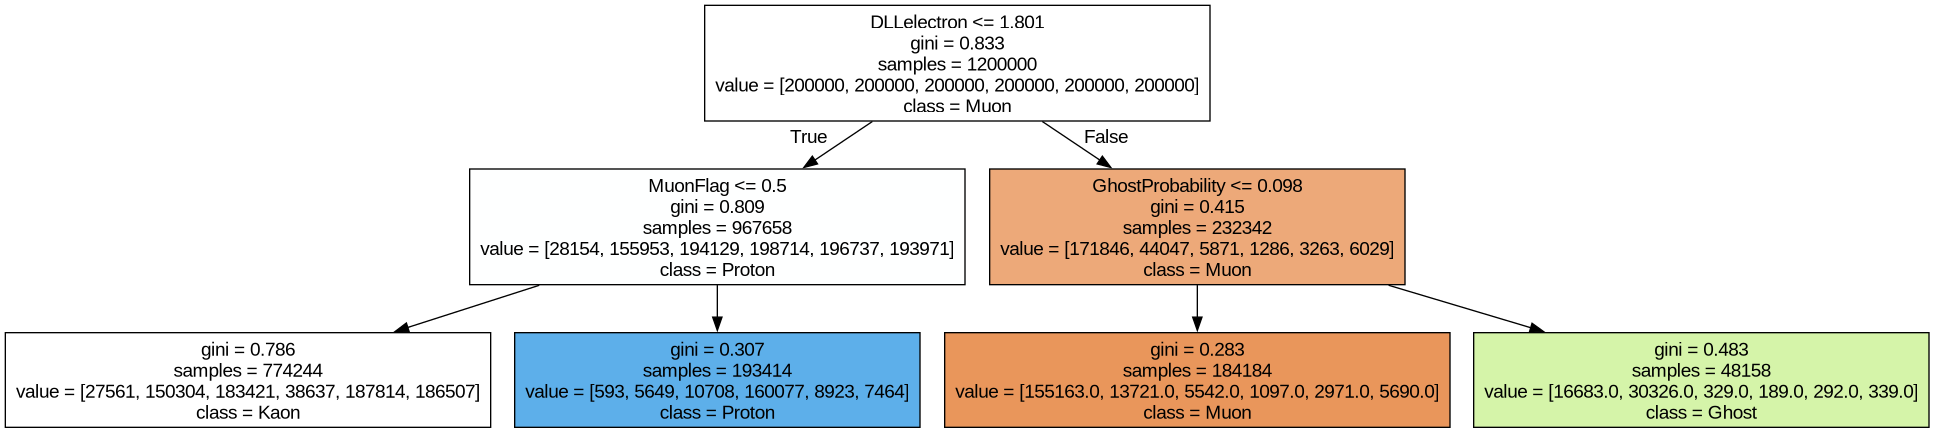 DLLelectron <= 1.801
gini = 0.833
samples = 1200000
value = [200000, 200000, 200000, 200000, 200000, 200000]
class = Muon
True
False
MuonFlag <= 0.5
gini = 0.809
samples = 967658
value = [28154, 155953, 194129, 198714, 196737, 193971]
class = Proton
GhostProbability <= 0.098
gini = 0.415
samples = 232342
value = [171846, 44047, 5871, 1286, 3263, 6029]
class = Muon
gini = 0.786
samples = 774244
value = [27561, 150304, 183421, 38637, 187814, 186507]
class = Kaon
gini = 0.307
samples = 193414
value = [593, 5649, 10708, 160077, 8923, 7464]
class = Proton
gini = 0.283
samples = 184184
value = [155163.0, 13721.0, 5542.0, 1097.0, 2971.0, 5690.0]
class = Muon
gini = 0.483
samples = 48158
value = [16683.0, 30326.0, 329.0, 189.0, 292.0, 339.0]
class = Ghost